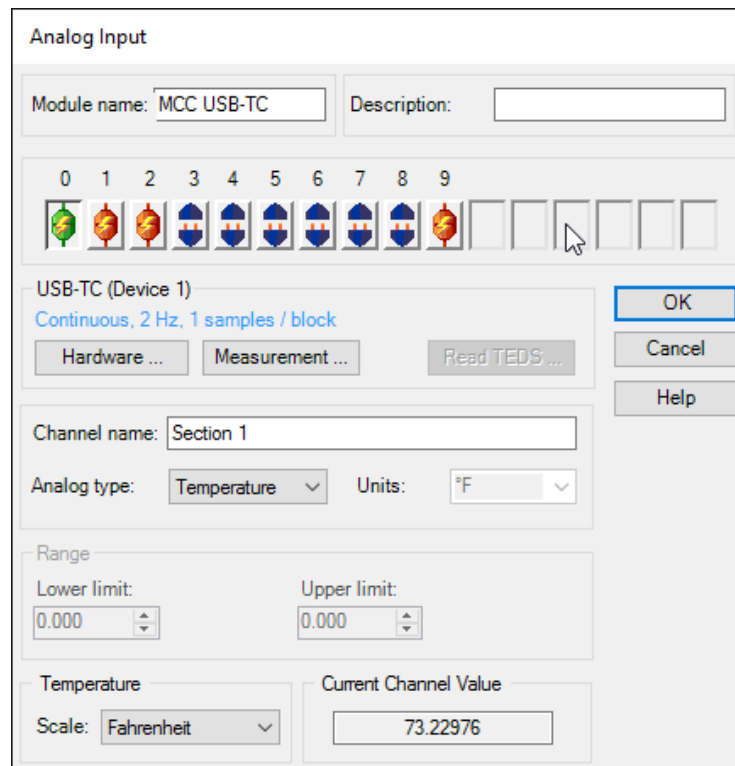 Analog Input
Module name: MCC USB-TC Description:
0 1 2 3 4 5 6 7 8 9
USB-TC (Device 1)
Continuous, 2 Hz, 1 samples / block
Hardware ... Measurement ... Read TEDS ...
OK
Cancel
Help
Channel name: Section 1
Analog type: Temperature Units: °F
Range
Lower limit: Upper limit:
0.000 0.000
Temperature Current Channel Value
Scale: Fahrenheit 73.22976